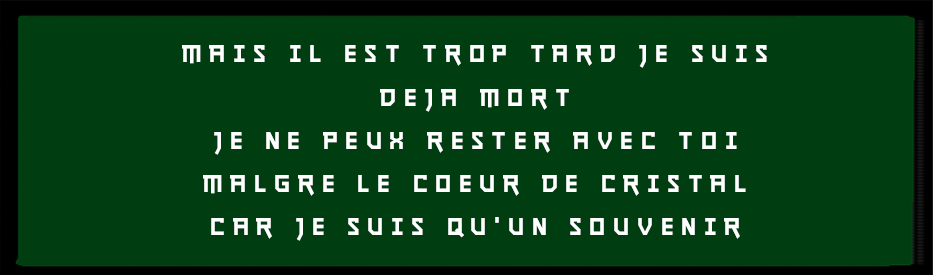 MAIS IL EST TROP TARD JE SUIS
DEJA MORT
JE NE PEUX RESTER AVEC TOI
MALGRE LE COEUR DE CRISTAL
CAR JE SUIS QU'UN SOUVENIR